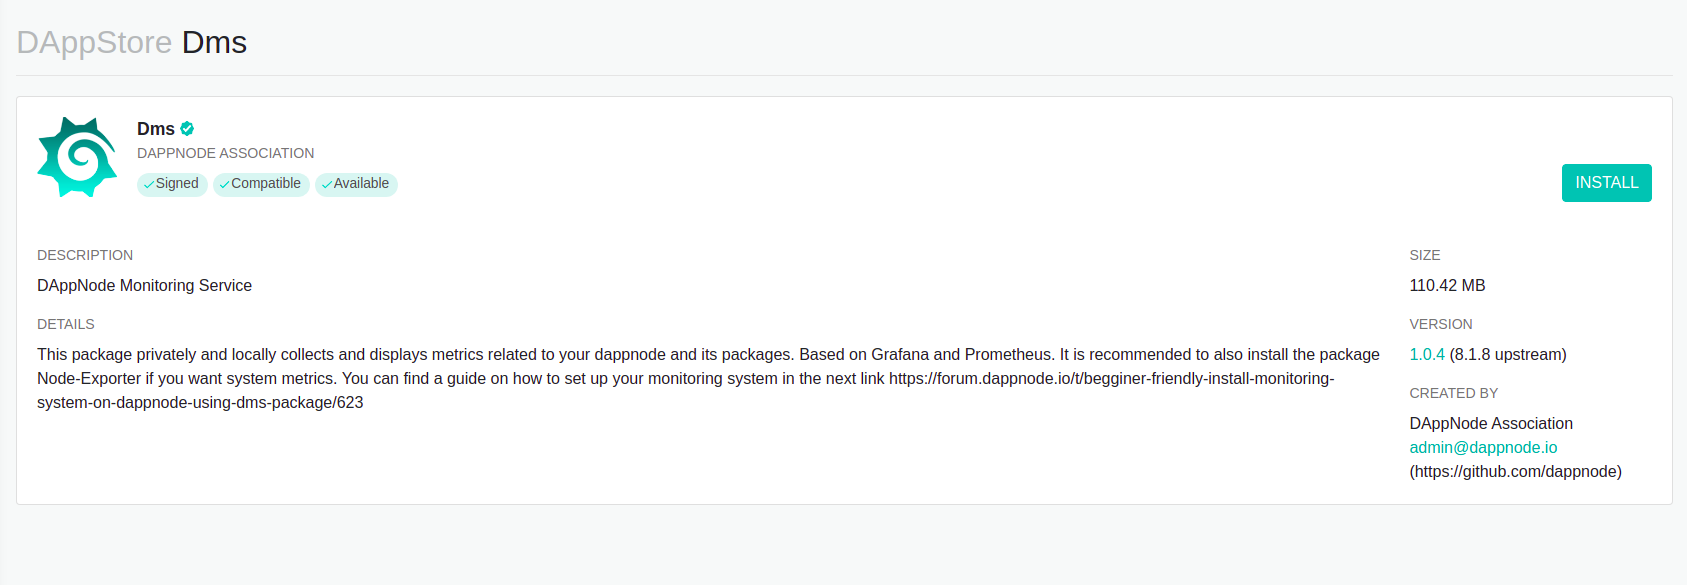 DAppStore Dms
Dms
DAPPNODE ASSOCIATION
Signed Compatible Available
INSTALL
DESCRIPTION
DAppNode Monitoring Service
DETAILS
This package privately and locally collects and displays metrics related to your dappnode and its packages. Based on Grafana and Prometheus. It is recommended to also install the package
Node-Exporter if you want system metrics. You can find a guide on how to set up your monitoring system in the next link https://forum.dappnode.io/t/begginer-friendly-install-monitoring-
system-on-dappnode-using-dms-package/623
SIZE
110.42 MB
VERSION
1.0.4 (8.1.8 upstream)
CREATED BY
DAppNode Association
admin@dappnode.io
(https://github.com/dappnode)